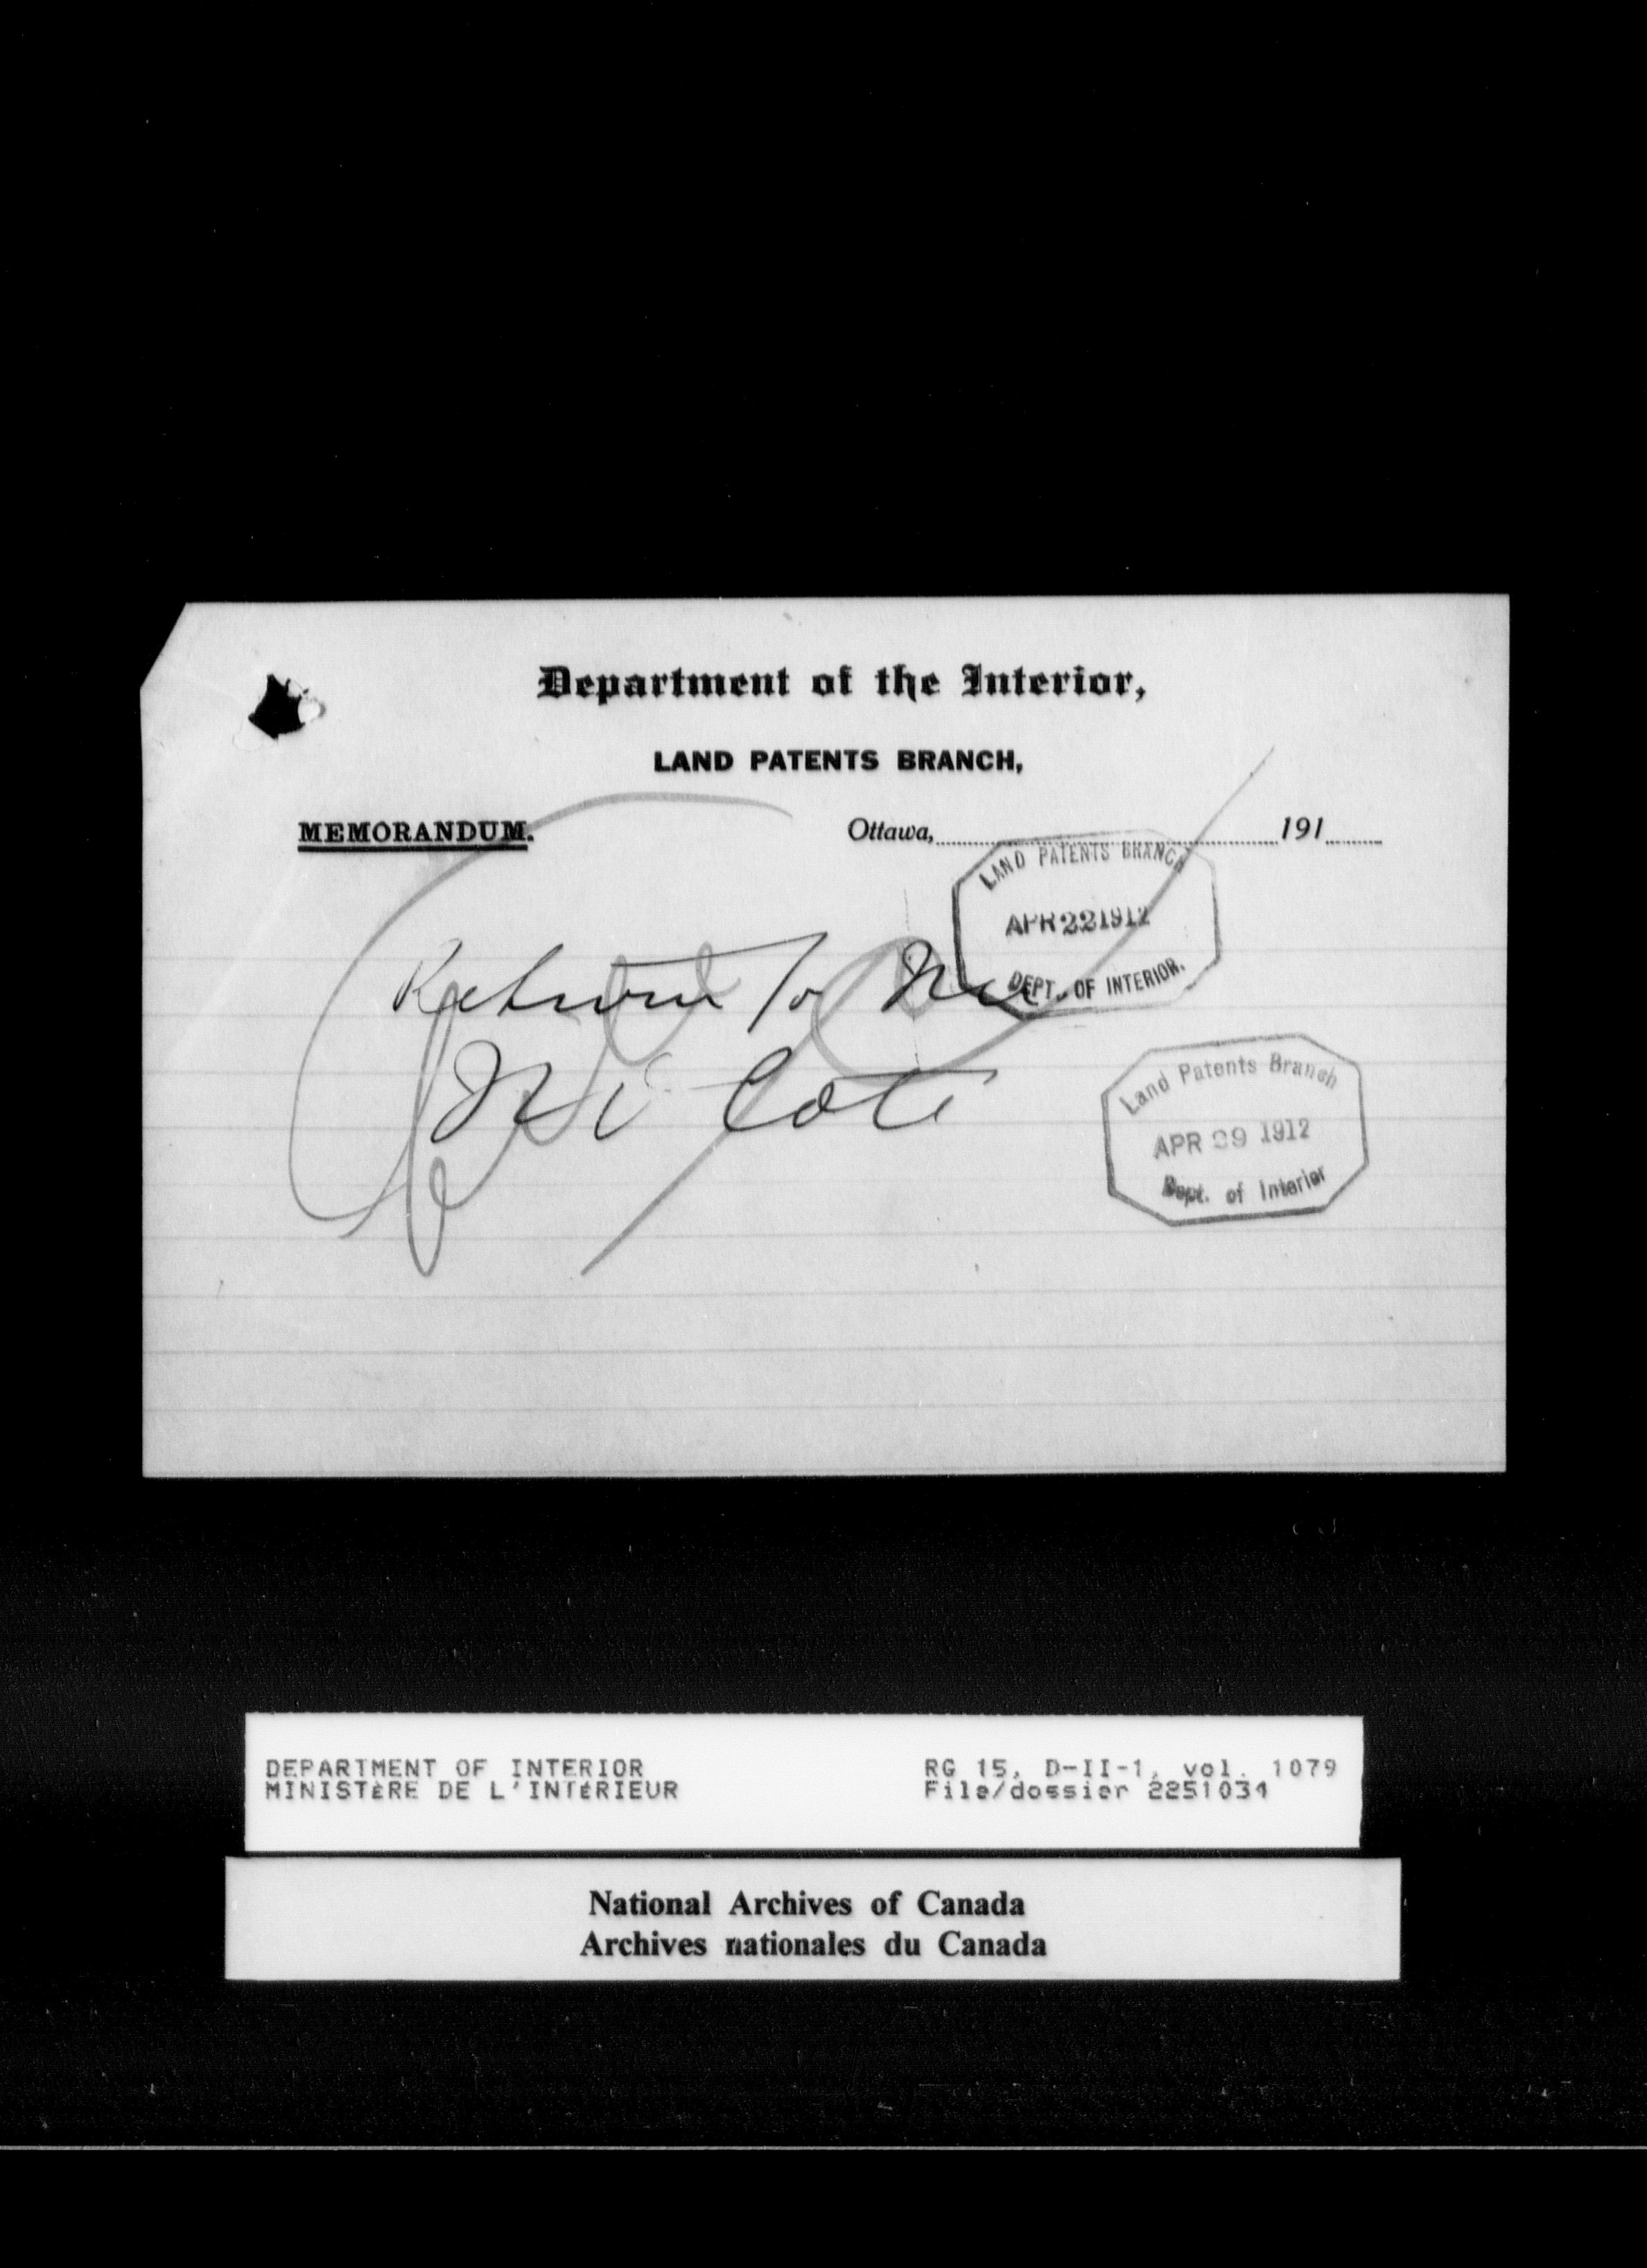 Department of the Interior,
LAND PATENTS BRANCH,
MEMORANDUM.
Ottawa, 191
LAND PATENTS BRANCH
APR 22 1912
DEPT. OF INTERIOR.
Return to
Cote
Land Patents Branch
APR 29 1912
Dept. of Interior
DEPARTMENT OF INTERIOR
MINISTÈRE DE L'INTÉRIEUR
RG 15, D-II-1, vol. 1079
File/dossier 2251034
National Archives of Canada
Archives nationales du Canada